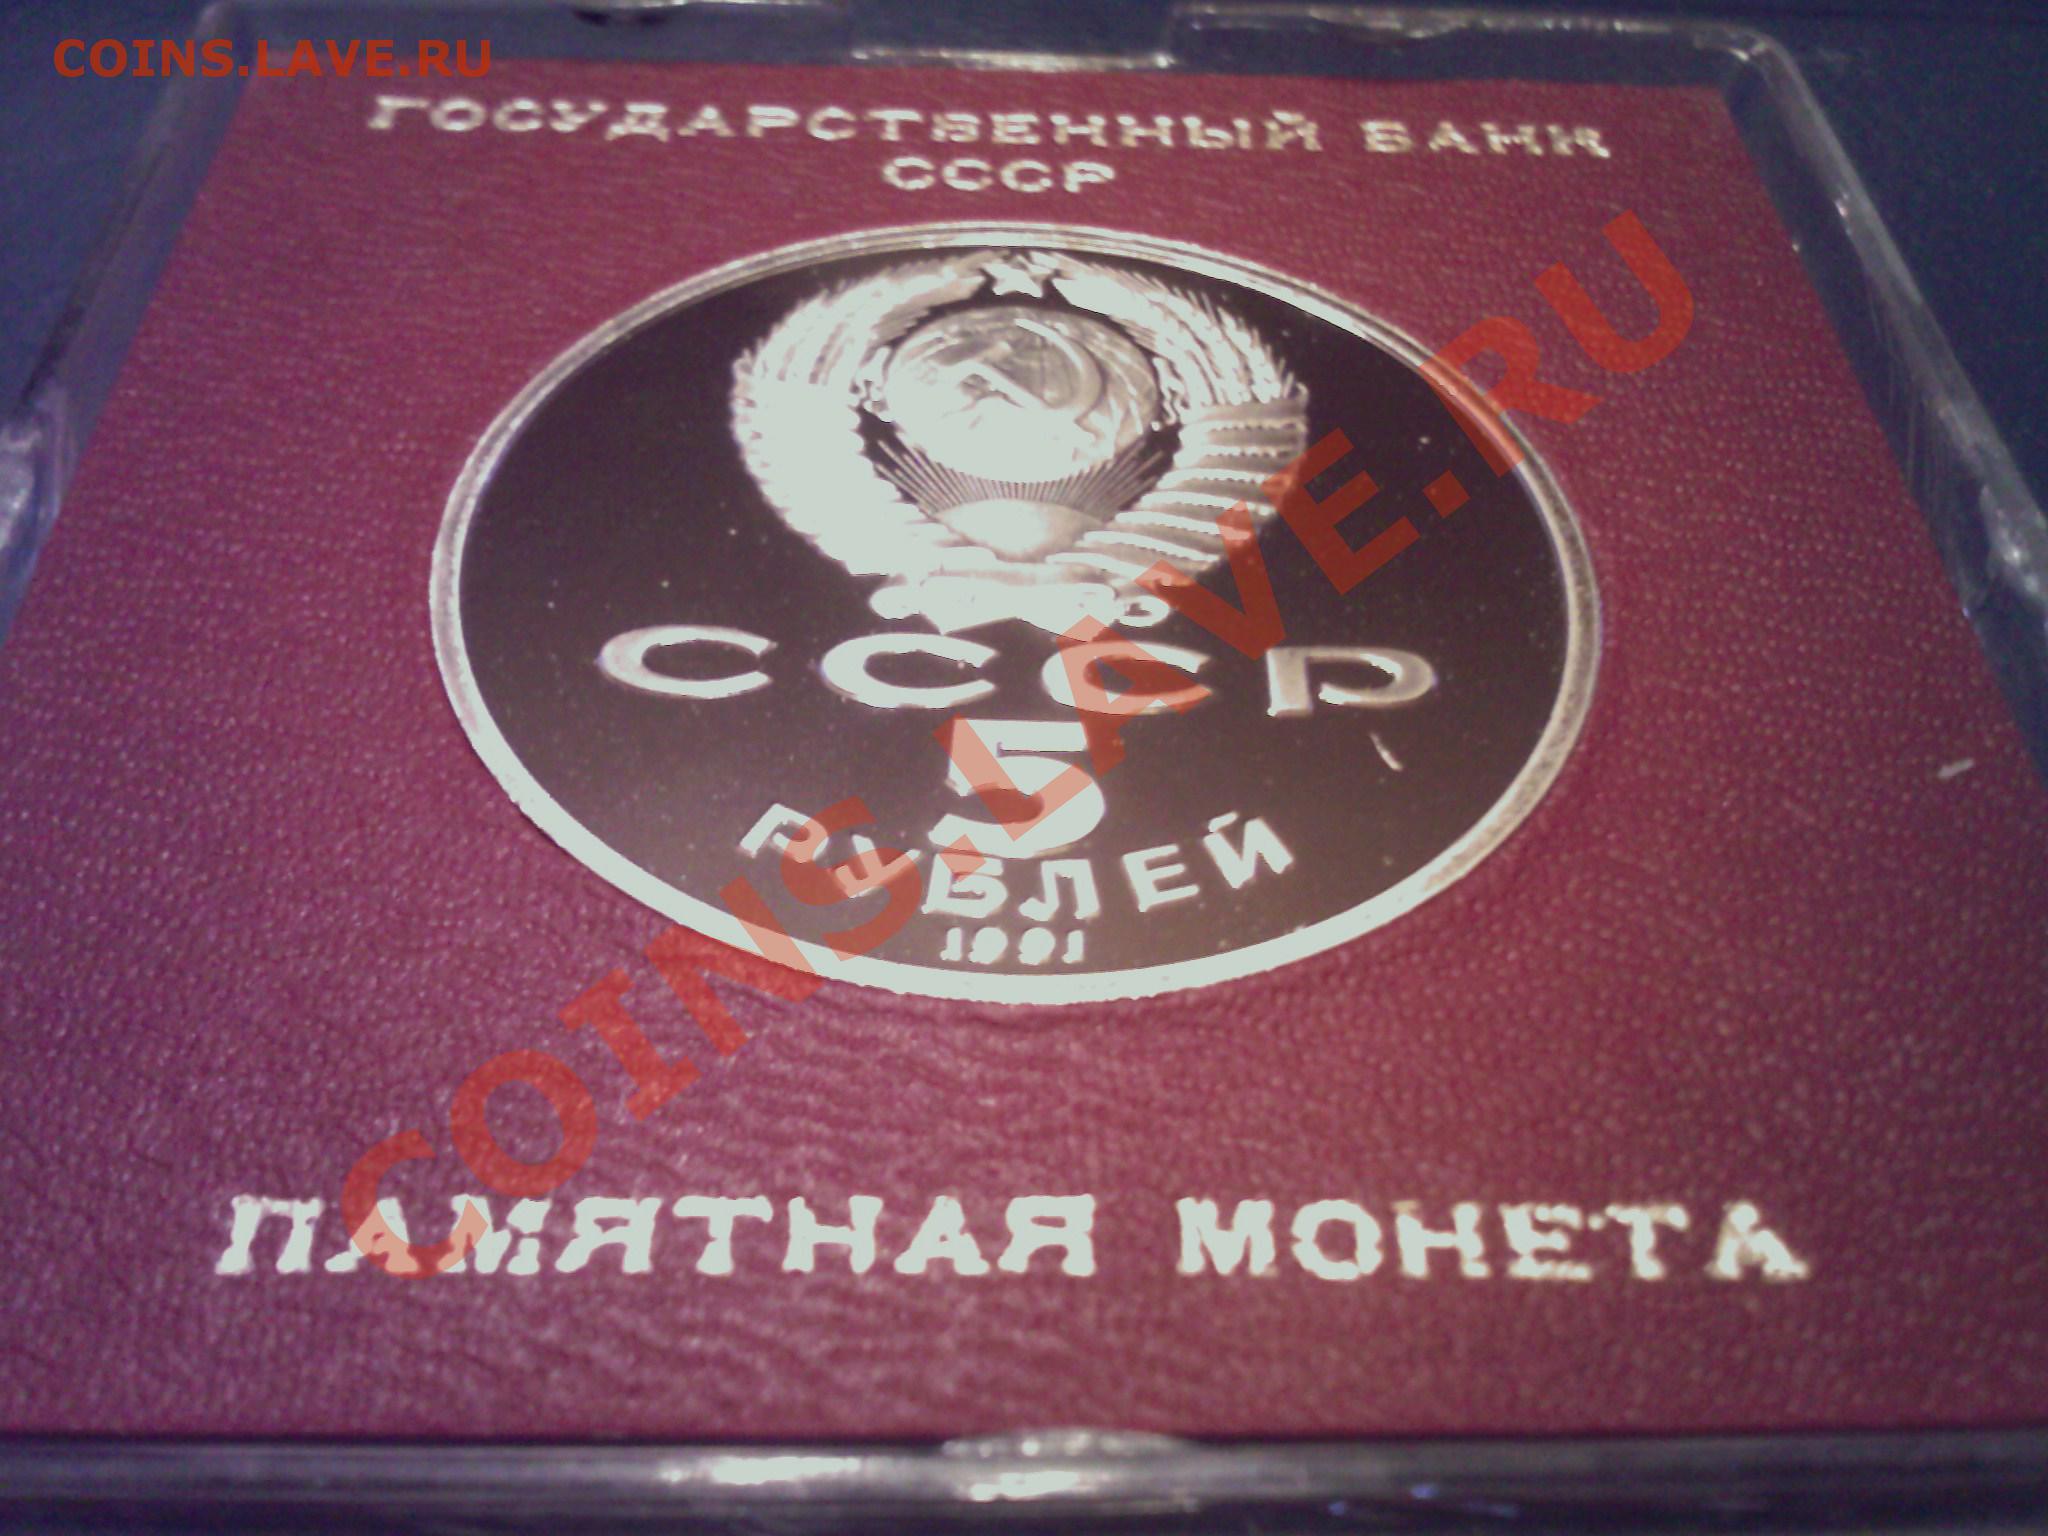 COINS.LAVE.RU
ГОСУДАРСТВЕННЫЙ БАНК
СССР
СССР
5
РУБЛЕЙ
1991
ПАМЯТНАЯ МОНЕТА
COINS.LAVE.RU